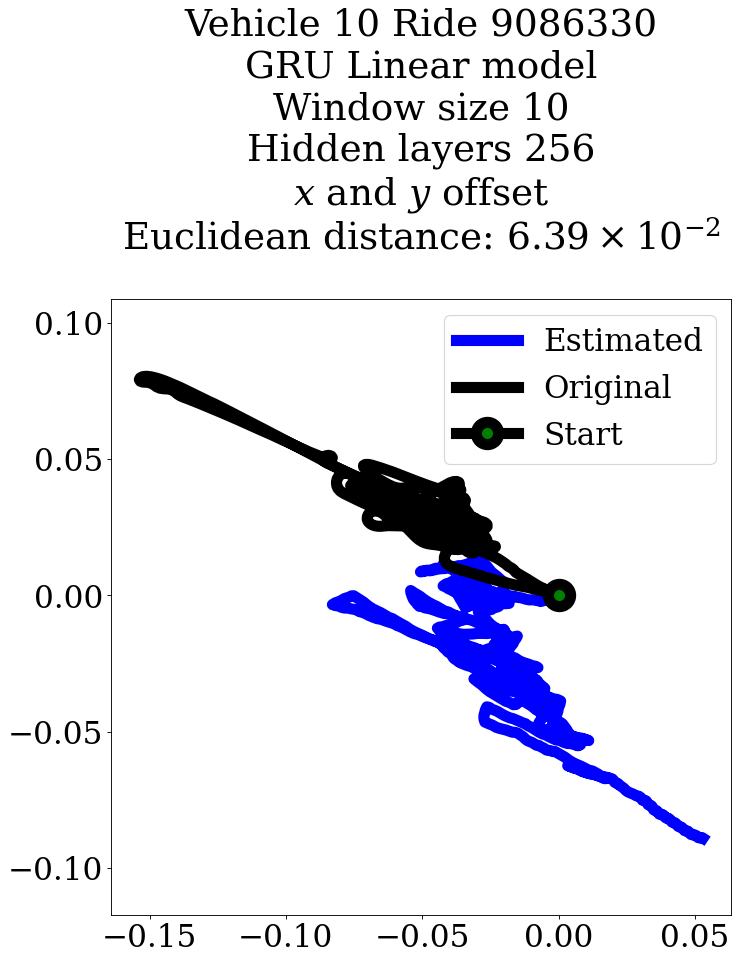 Vehicle 10 Ride 9086330
GRU Linear model
Window size 10
Hidden layers 256
x and y offset
Euclidean distance: 6.39 × 10⁻²
Estimated
Original
Start
0.10
0.05
0.00
−0.05
−0.10
−0.15 −0.10 −0.05 0.00 0.05